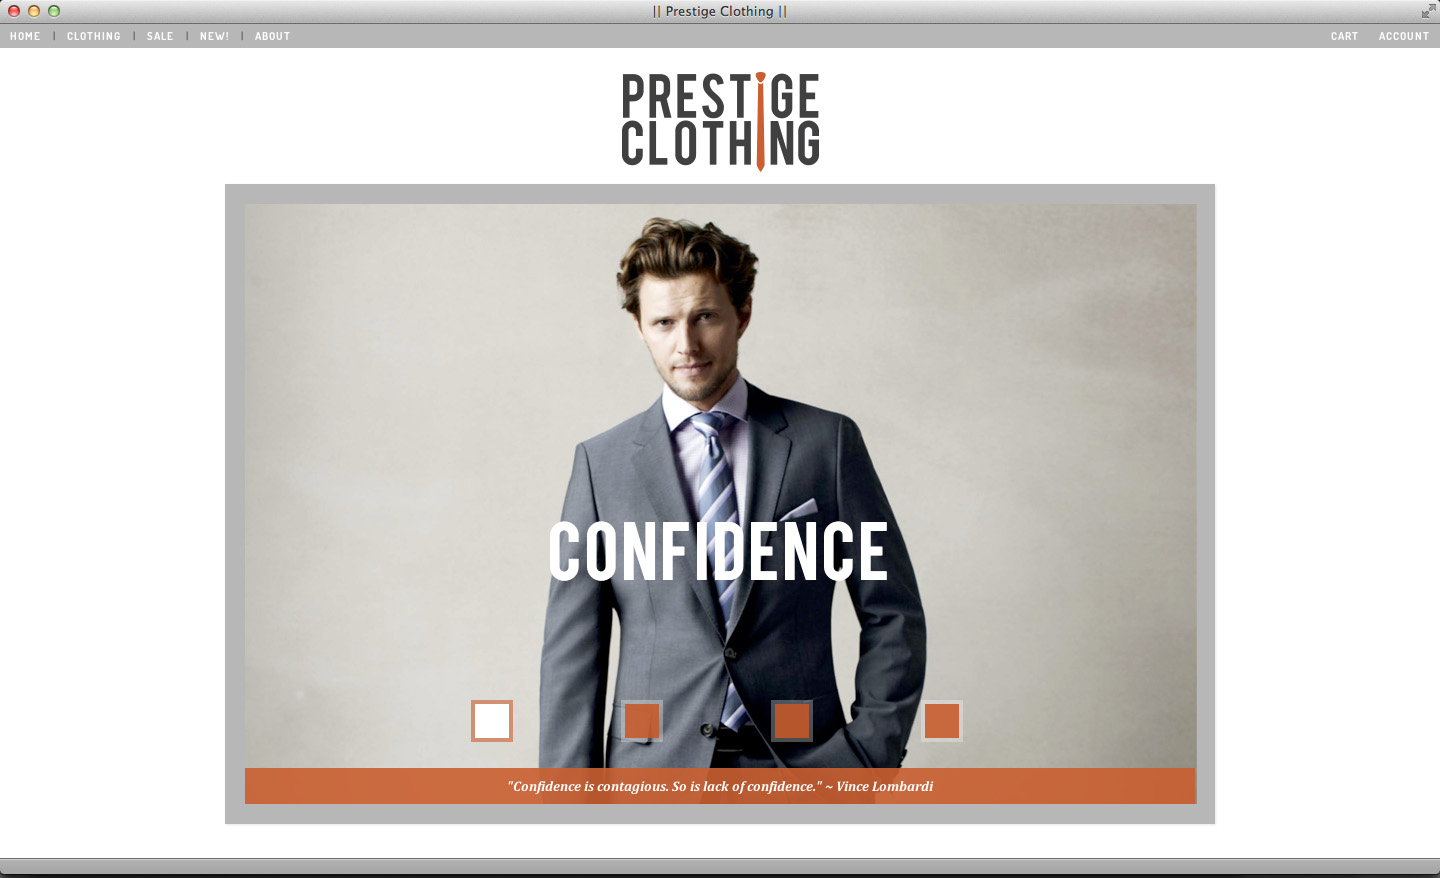 || Prestige Clothing ||
HOME | CLOTHING | SALE | NEW! | ABOUT CART ACCOUNT
PRESTIGE
CLOTHING
CONFIDENCE
"Confidence is contagious. So is lack of confidence." ~ Vince Lombardi